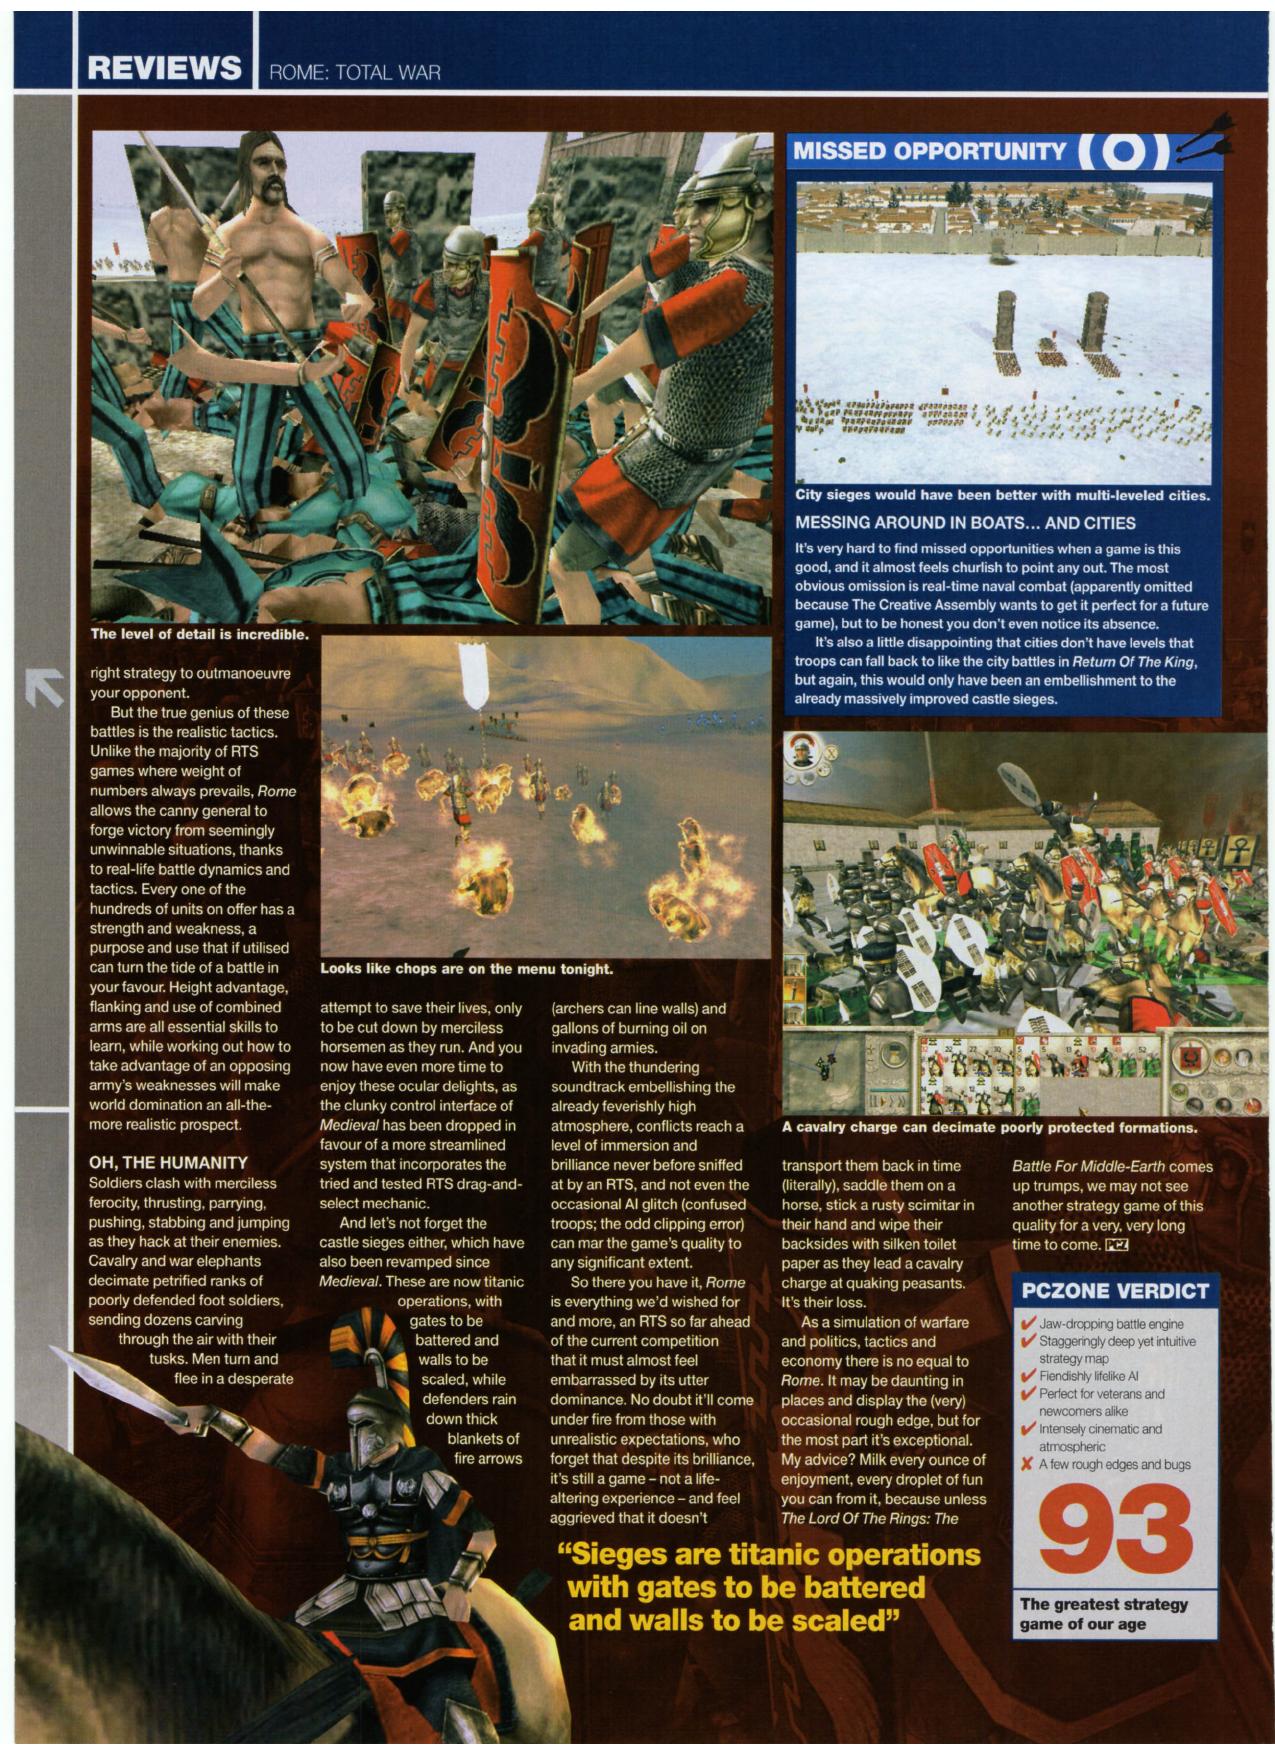 REVIEWS
ROME: TOTAL WAR
The level of detail is incredible.
right strategy to outmanoeuvre
your opponent.
But the true genius of these
battles is the realistic tactics.
Unlike the majority of RTS
games where weight of
numbers always prevails, Rome
allows the canny general to
forge victory from seemingly
unwinnable situations, thanks
to real-life battle dynamics and
tactics. Every one of the
hundreds of units on offer has a
strength and weakness, a
purpose and use that if utilised
can turn the tide of a battle in
your favour. Height advantage,
flanking and use of combined
arms are all essential skills to
learn, while working out how to
take advantage of an opposing
army's weaknesses will make
world domination an all-the-
more realistic prospect.
OH, THE HUMANITY
Soldiers clash with merciless
ferocity, thrusting, parrying,
pushing, stabbing and jumping
as they hack at their enemies.
Cavalry and war elephants
decimate petrified ranks of
poorly defended foot soldiers,
sending dozens carving
through the air with their
tusks. Men turn and
flee in a desperate
Looks like chops are on the menu tonight.
attempt to save their lives, only
to be cut down by merciless
horsemen as they run. And you
now have even more time to
enjoy these ocular delights, as
the clunky control interface of
Medieval has been dropped in
favour of a more streamlined
system that incorporates the
tried and tested RTS drag-and-
select mechanic.
And let's not forget the
castle sieges either, which have
also been revamped since
Medieval. These are now titanic
operations, with
gates to be
battered and
walls to be
scaled, while
defenders rain
down thick
blankets of
fire arrows
(archers can line walls) and
gallons of burning oil on
invading armies.
With the thundering
soundtrack embellishing the
already feverishly high
atmosphere, conflicts reach a
level of immersion and
brilliance never before sniffed
at by an RTS, and not even the
occasional AI glitch (confused
troops; the odd clipping error)
can mar the game's quality to
any significant extent.
So there you have it, Rome
is everything we'd wished for
and more, an RTS so far ahead
of the current competition
that it must almost feel
embarrassed by its utter
dominance. No doubt it'll come
under fire from those with
unrealistic expectations, who
forget that despite its brilliance,
it's still a game – not a life-
altering experience – and feel
aggrieved that it doesn't
transport them back in time
(literally), saddle them on a
horse, stick a rusty scimitar in
their hand and wipe their
backsides with silken toilet
paper as they lead a cavalry
charge at quaking peasants.
It's their loss.
As a simulation of warfare
and politics, tactics and
economy there is no equal to
Rome. It may be daunting in
places and display the (very)
occasional rough edge, but for
the most part it's exceptional.
My advice? Milk every ounce of
enjoyment, every droplet of fun
you can from it, because unless
The Lord Of The Rings: The
Battle For Middle-Earth comes
up trumps, we may not see
another strategy game of this
quality for a very, very long
time to come. PCZ
"Sieges are titanic operations
with gates to be battered
and walls to be scaled"
MISSED OPPORTUNITY
City sieges would have been better with multi-leveled cities.
MESSING AROUND IN BOATS... AND CITIES
It's very hard to find missed opportunities when a game is this
good, and it almost feels churlish to point any out. The most
obvious omission is real-time naval combat (apparently omitted
because The Creative Assembly wants to get it perfect for a future
game), but to be honest you don't even notice its absence.
It's also a little disappointing that cities don't have levels that
troops can fall back to like the city battles in Return Of The King,
but again, this would only have been an embellishment to the
already massively improved castle sieges.
A cavalry charge can decimate poorly protected formations.
PCZONE VERDICT
✔ Jaw-dropping battle engine
✔ Staggeringly deep yet intuitive
strategy map
✔ Fiendishly lifelike AI
✔ Perfect for veterans and
newcomers alike
✔ Intensely cinematic and
atmospheric
✘ A few rough edges and bugs
93
The greatest strategy
game of our age